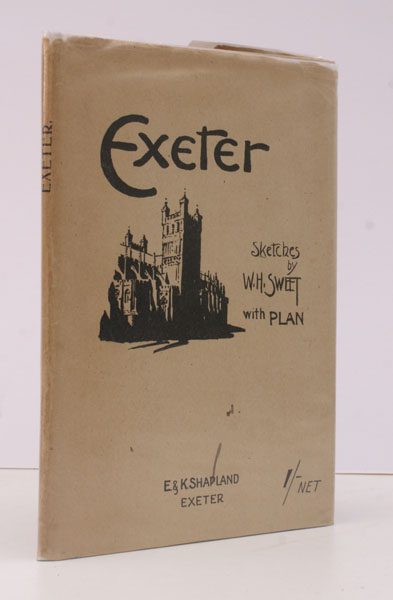 EXETER.
Exeter
Sketches
by
W.H. SWEET
with PLAN
E. & K. SHAPLAND
EXETER
1/- NET